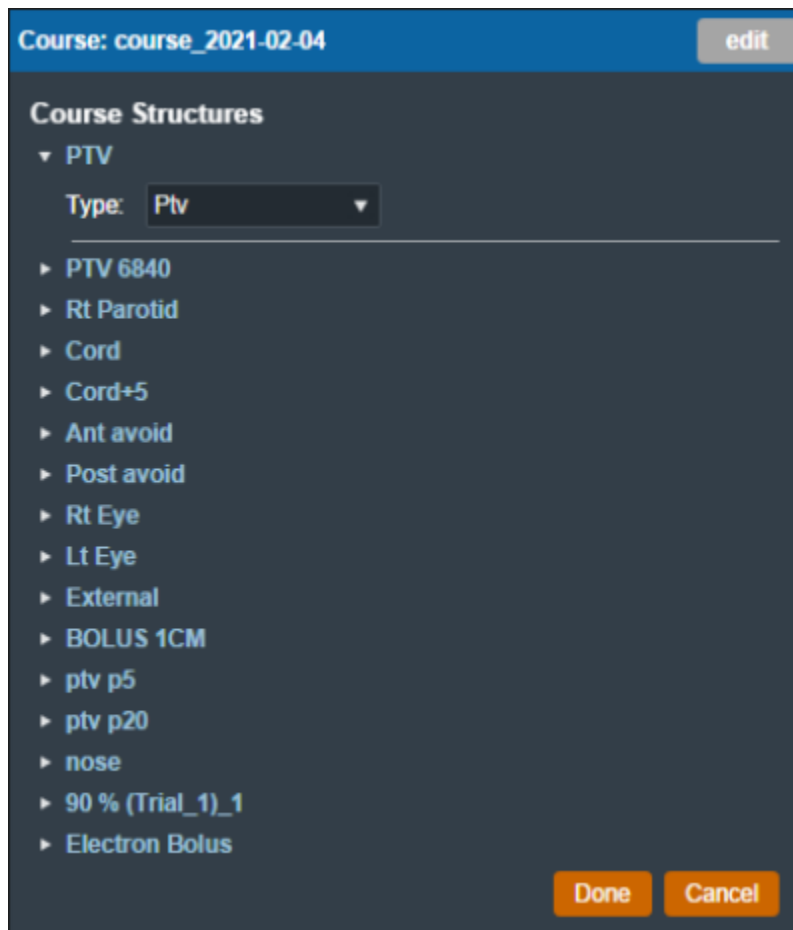 Course: course_2021-02-04 edit
Course Structures
PTV
Type: Ptv
PTV 6840
Rt Parotid
Cord
Cord+5
Ant avoid
Post avoid
Rt Eye
Lt Eye
External
BOLUS 1CM
ptv p5
ptv p20
nose
90 % (Trial_1)_1
Electron Bolus
Done Cancel